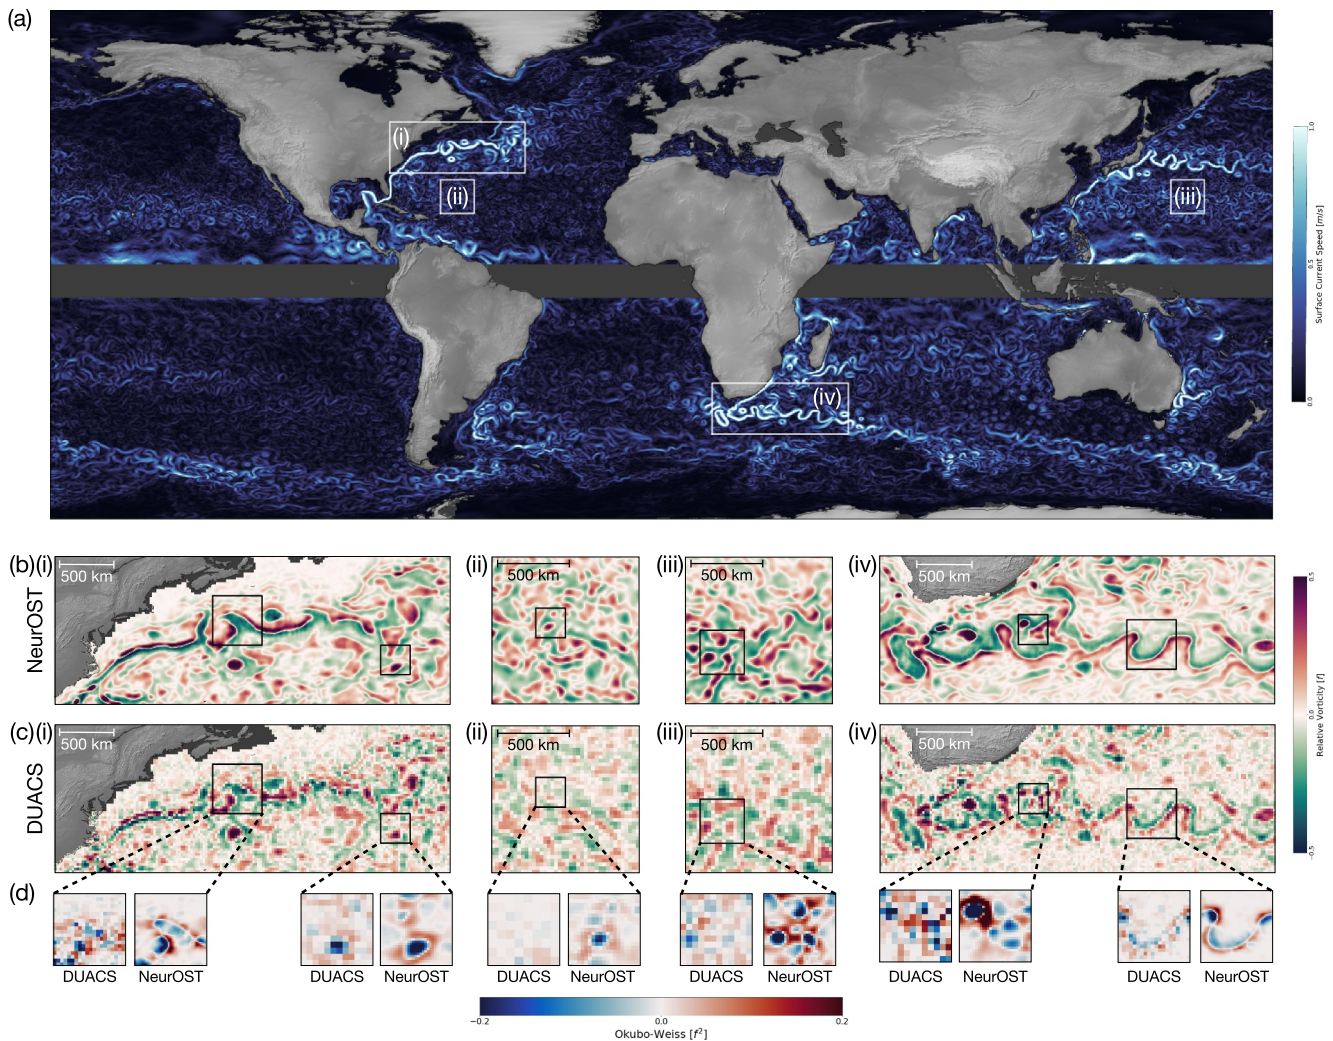 (a)
(i)
(ii)
(iii)
(iv)
1.0
0.5
0.0
Surface Current Speed [m/s]
(b)(i)
500 km
(ii)
500 km
(iii)
500 km
(iv)
500 km
NeurOST
(c)(i)
500 km
(ii)
500 km
(iii)
500 km
(iv)
500 km
DUACS
0.5
0.0
−0.5
Relative Vorticity [f]
(d)
DUACS
NeurOST
DUACS
NeurOST
DUACS
NeurOST
DUACS
NeurOST
DUACS
NeurOST
DUACS
NeurOST
−0.2
0.0
0.2
Okubo-Weiss [f²]